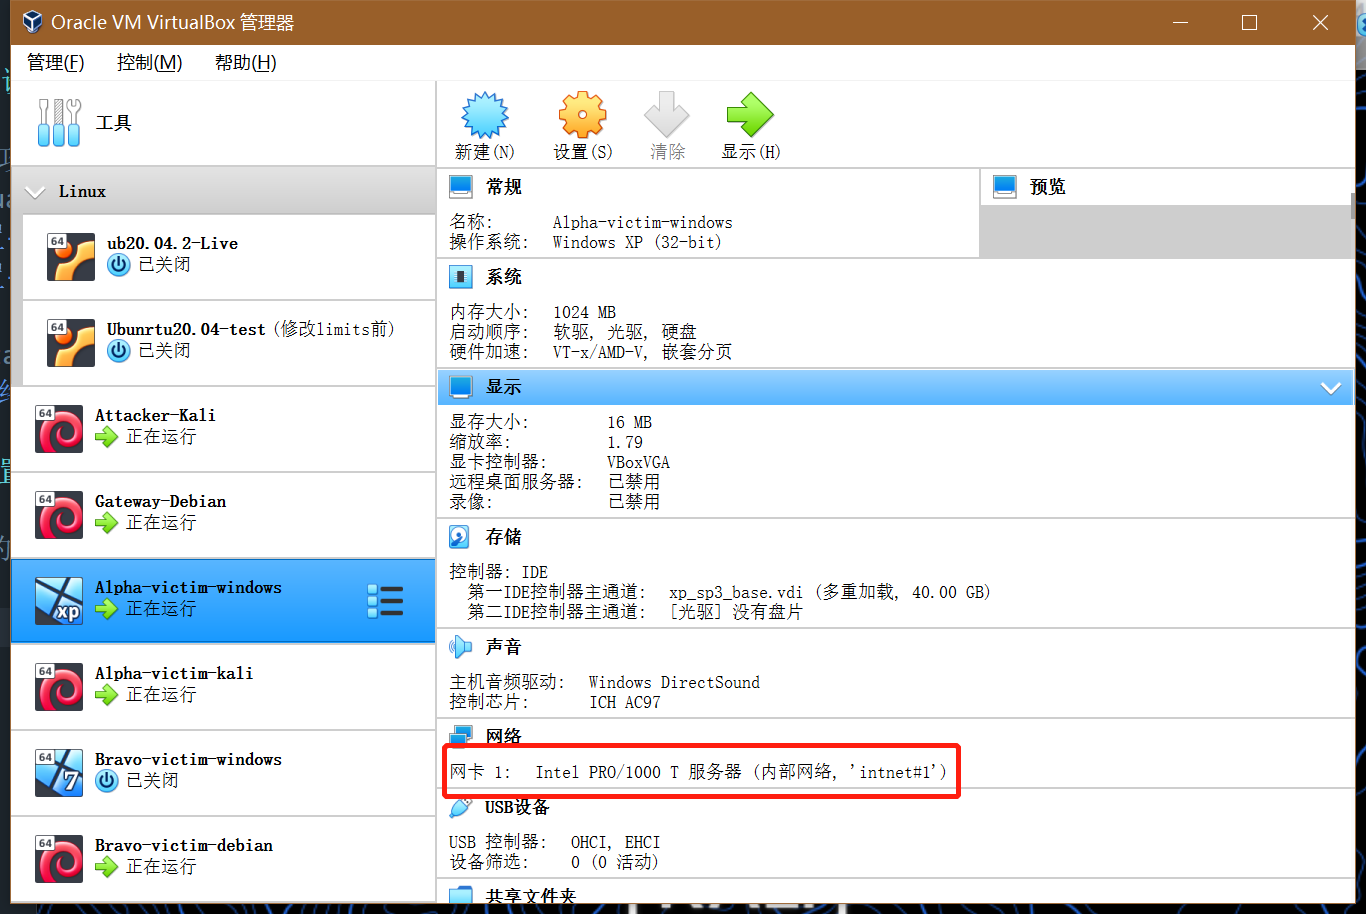 Oracle VM VirtualBox 管理器
管理(F) 控制(M) 帮助(H)
工具
新建(N) 设置(S) 清除 显示(H)
Linux
64 ub20.04.2-Live
已关闭
64 Ubunrtu20.04-test (修改limits前)
已关闭
64 Attacker-Kali
正在运行
64 Gateway-Debian
正在运行
xp Alpha-victim-windows
正在运行
64 Alpha-victim-kali
正在运行
64 7 Bravo-victim-windows
已关闭
64 Bravo-victim-debian
正在运行
常规
名称: Alpha-victim-windows
操作系统: Windows XP (32-bit)
预览
系统
内存大小: 1024 MB
启动顺序: 软驱, 光驱, 硬盘
硬件加速: VT-x/AMD-V, 嵌套分页
显示
显存大小: 16 MB
缩放率: 1.79
显卡控制器: VBoxVGA
远程桌面服务器: 已禁用
录像: 已禁用
存储
控制器: IDE
第一IDE控制器主通道: xp_sp3_base.vdi (多重加载, 40.00 GB)
第二IDE控制器主通道: [光驱] 没有盘片
声音
主机音频驱动: Windows DirectSound
控制芯片: ICH AC97
网络
网卡 1: Intel PRO/1000 T 服务器 (内部网络, 'intnet#1')
USB设备
USB 控制器: OHCI, EHCI
设备筛选: 0 (0 活动)
共享文件夹